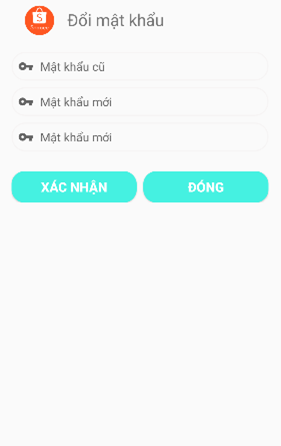 Đổi mật khẩu
Mật khẩu cũ
Mật khẩu mới
Mật khẩu mới
XÁC NHẬN ĐÓNG